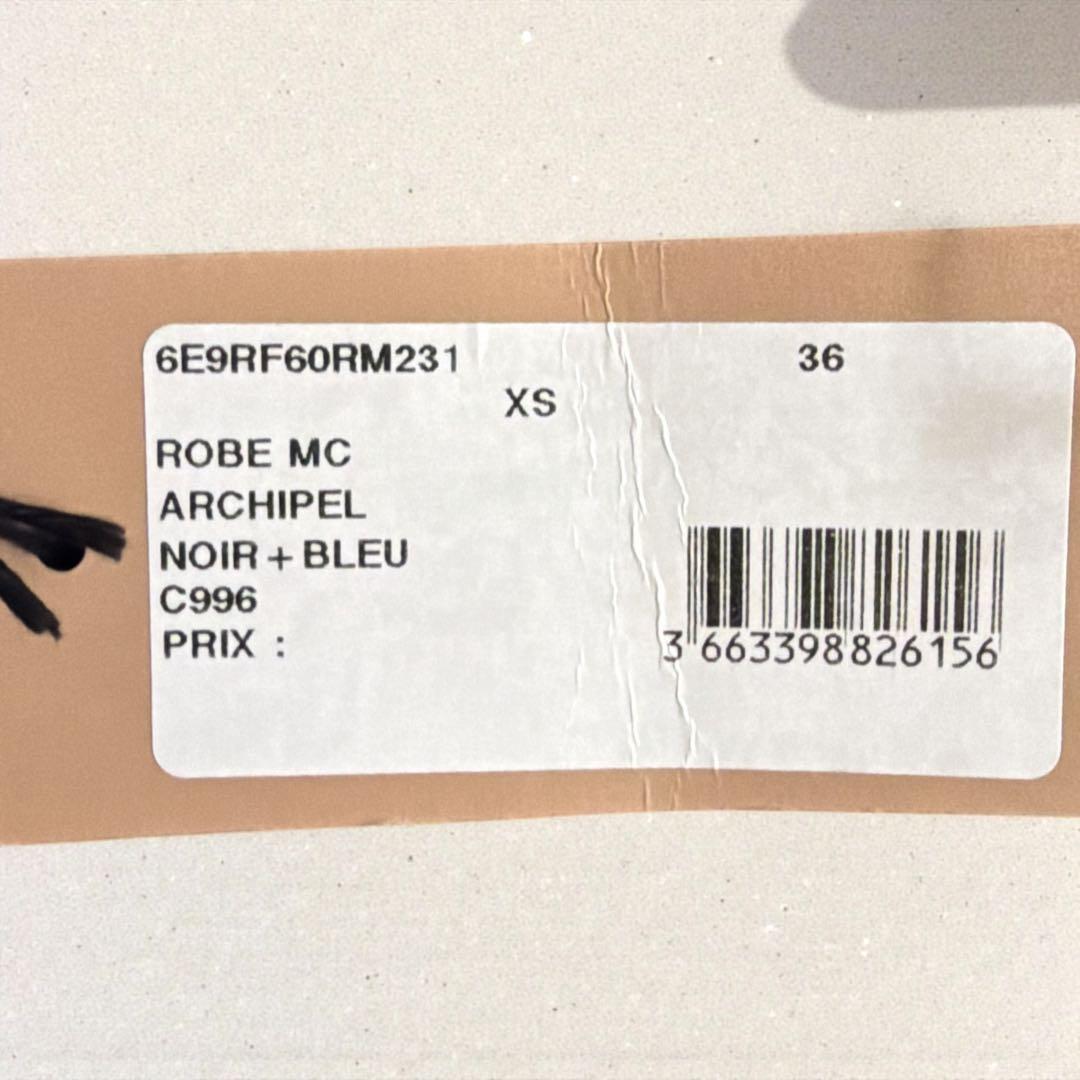 6E9RF60RM231 36
XS
ROBE MC
ARCHIPEL
NOIR + BLEU
C996
PRIX :
3 663398 826156